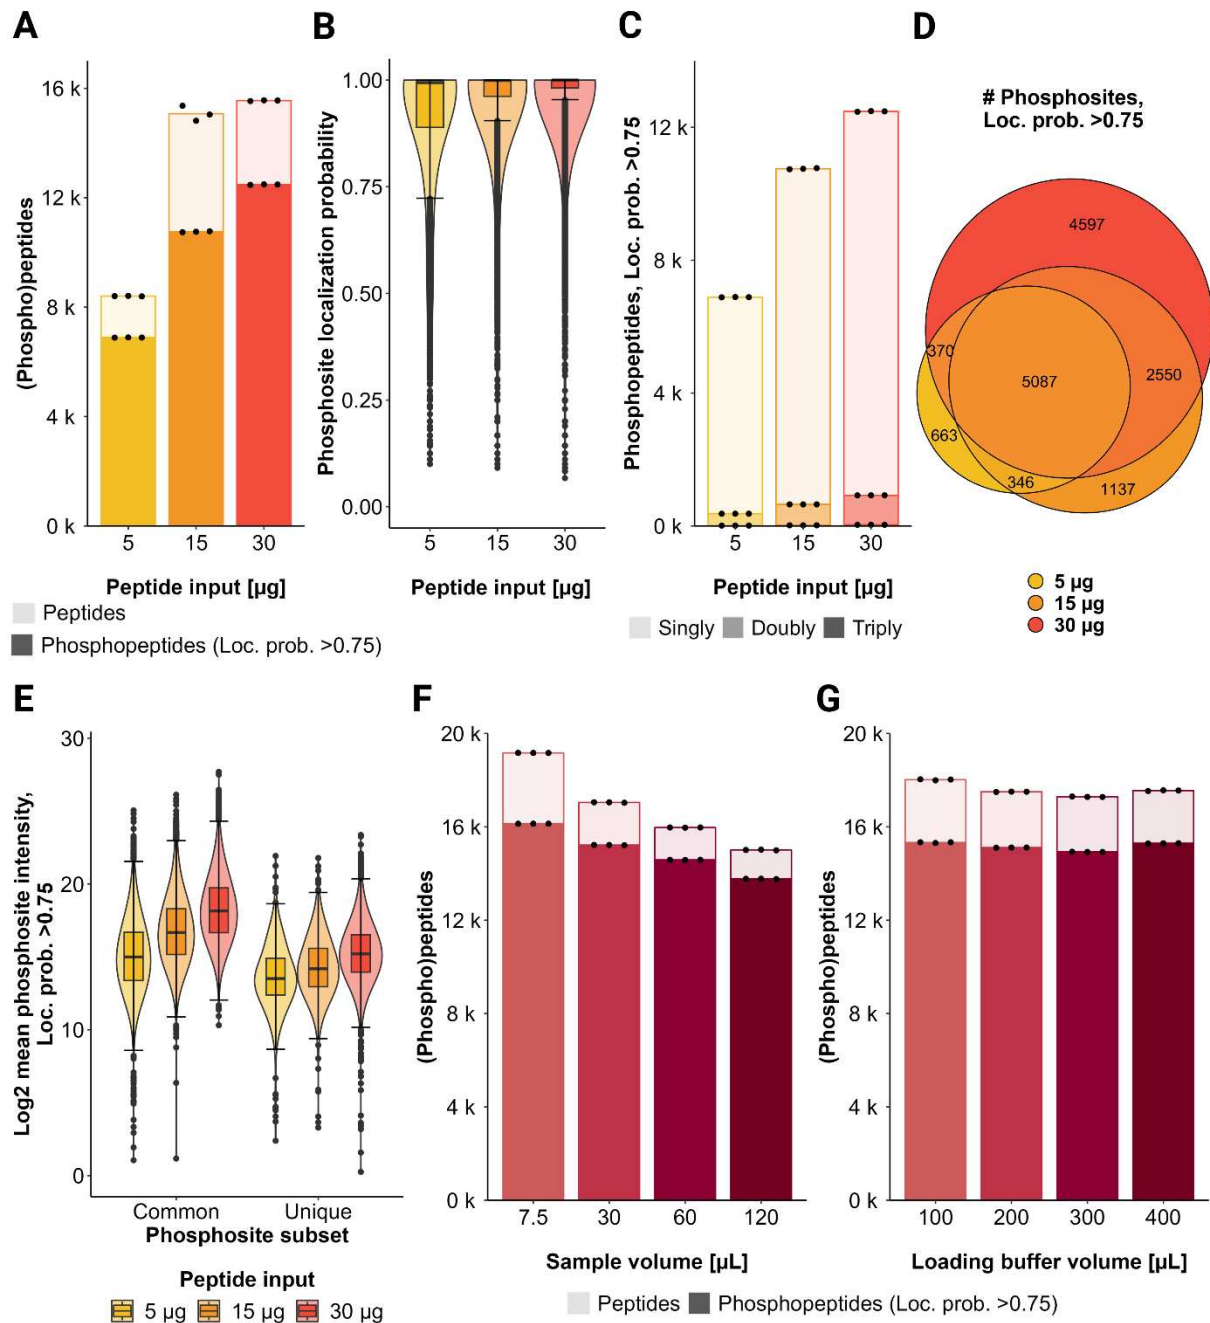 A
(Phospho)peptides
16 k
12 k
8 k
4 k
0 k
5
15
30
Peptide input [µg]
Peptides
Phosphopeptides (Loc. prob. >0.75)
B
Phosphosite localization probability
1.00
0.75
0.50
0.25
0.00
5
15
30
Peptide input [µg]
C
Phosphopeptides, Loc. prob. >0.75
12 k
8 k
4 k
0 k
5
15
30
Peptide input [µg]
Singly
Doubly
Triply
D
# Phosphosites,
Loc. prob. >0.75
4597
370
5087
2550
663
346
1137
5 µg
15 µg
30 µg
E
Log2 mean phosphosite intensity,
Loc. prob. >0.75
30
20
10
0
Common
Unique
Phosphosite subset
Peptide input
5 µg
15 µg
30 µg
F
(Phospho)peptides
20 k
16 k
12 k
8 k
4 k
0 k
7.5
30
60
120
Sample volume [µL]
G
(Phospho)peptides
20 k
16 k
12 k
8 k
4 k
0 k
100
200
300
400
Loading buffer volume [µL]
Peptides
Phosphopeptides (Loc. prob. >0.75)